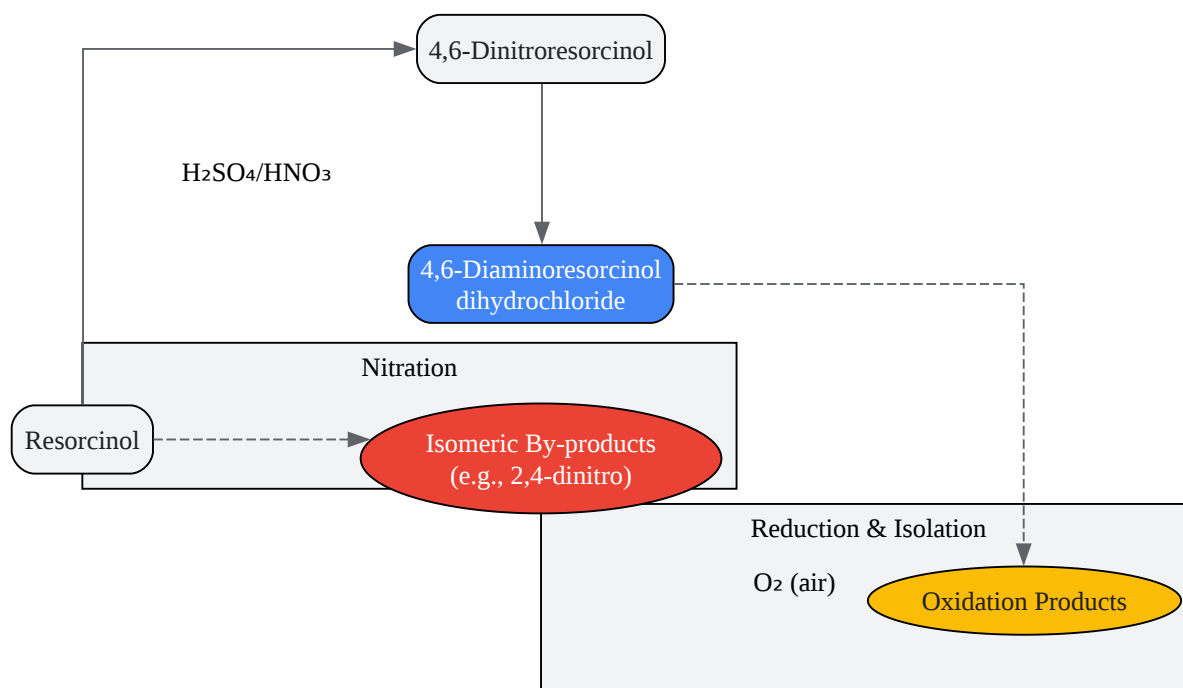 4,6-Dinitroresorcinol
H₂SO₄/HNO₃
4,6-Diaminoresorcinol
dihydrochloride
Nitration
Resorcinol
Isomeric By-products
(e.g., 2,4-dinitro)
Reduction & Isolation
O₂ (air)
Oxidation Products